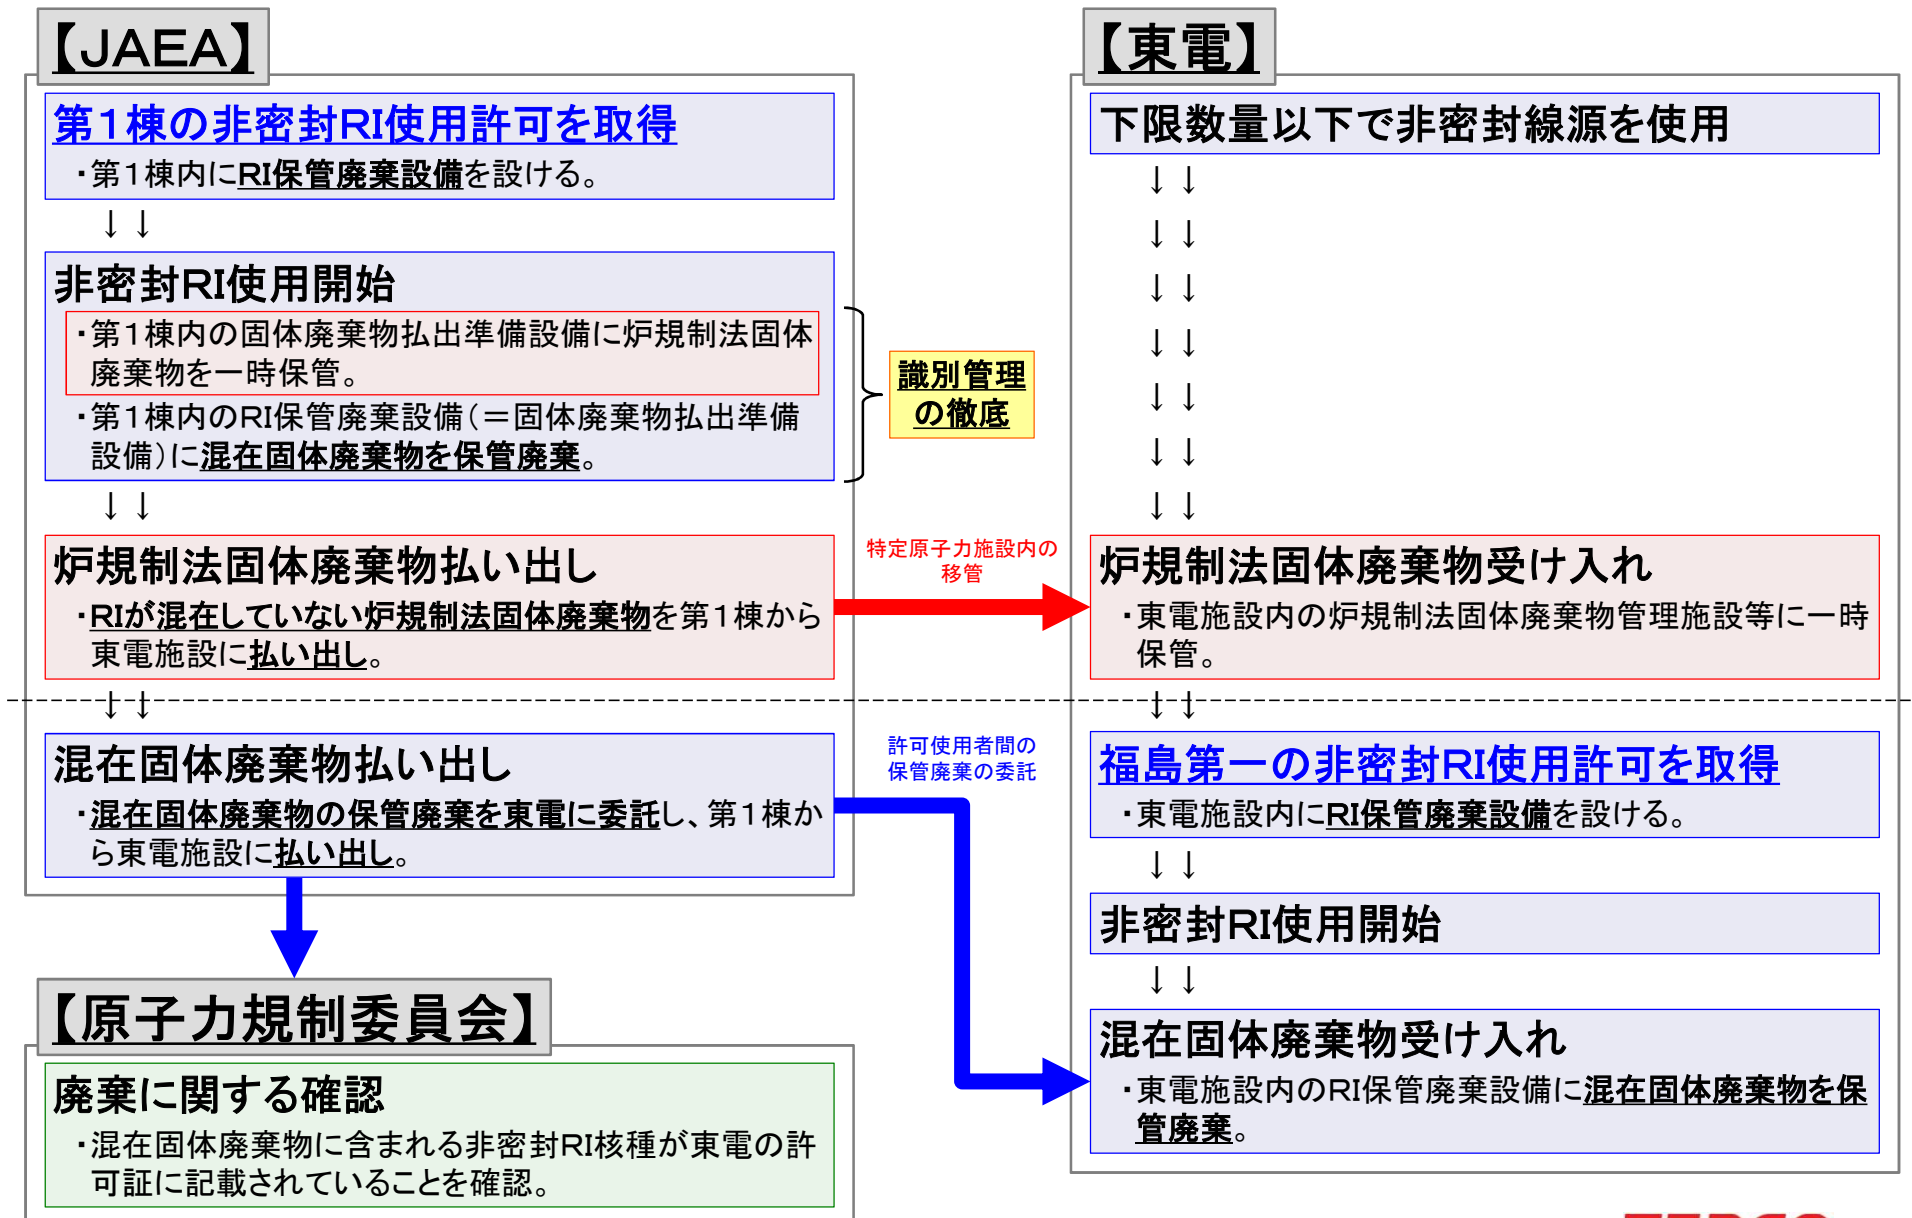 【JAEA】
第1棟の非密封RI使用許可を取得
・第1棟内にRI保管廃棄設備を設ける。
↓ ↓
非密封RI使用開始
・第1棟内の固体廃棄物払出準備設備に炉規制法固体
廃棄物を一時保管。
・第1棟内のRI保管廃棄設備(=固体廃棄物払出準備
設備)に混在固体廃棄物を保管廃棄。
識別管理
の徹底
↓ ↓
炉規制法固体廃棄物払い出し
・RIが混在していない炉規制法固体廃棄物を第1棟から
東電施設に払い出し。
特定原子力施設内の
移管
↓ ↓
混在固体廃棄物払い出し
・混在固体廃棄物の保管廃棄を東電に委託し、第1棟か
ら東電施設に払い出し。
許可使用者間の
保管廃棄の委託
【原子力規制委員会】
廃棄に関する確認
・混在固体廃棄物に含まれる非密封RI核種が東電の許
可証に記載されていることを確認。
【東電】
下限数量以下で非密封線源を使用
↓ ↓
↓ ↓
↓ ↓
↓ ↓
↓ ↓
↓ ↓
↓ ↓
炉規制法固体廃棄物受け入れ
・東電施設内の炉規制法固体廃棄物管理施設等に一時
保管。
↓ ↓
福島第一の非密封RI使用許可を取得
・東電施設内にRI保管廃棄設備を設ける。
↓ ↓
非密封RI使用開始
↓ ↓
混在固体廃棄物受け入れ
・東電施設内のRI保管廃棄設備に混在固体廃棄物を保
管廃棄。